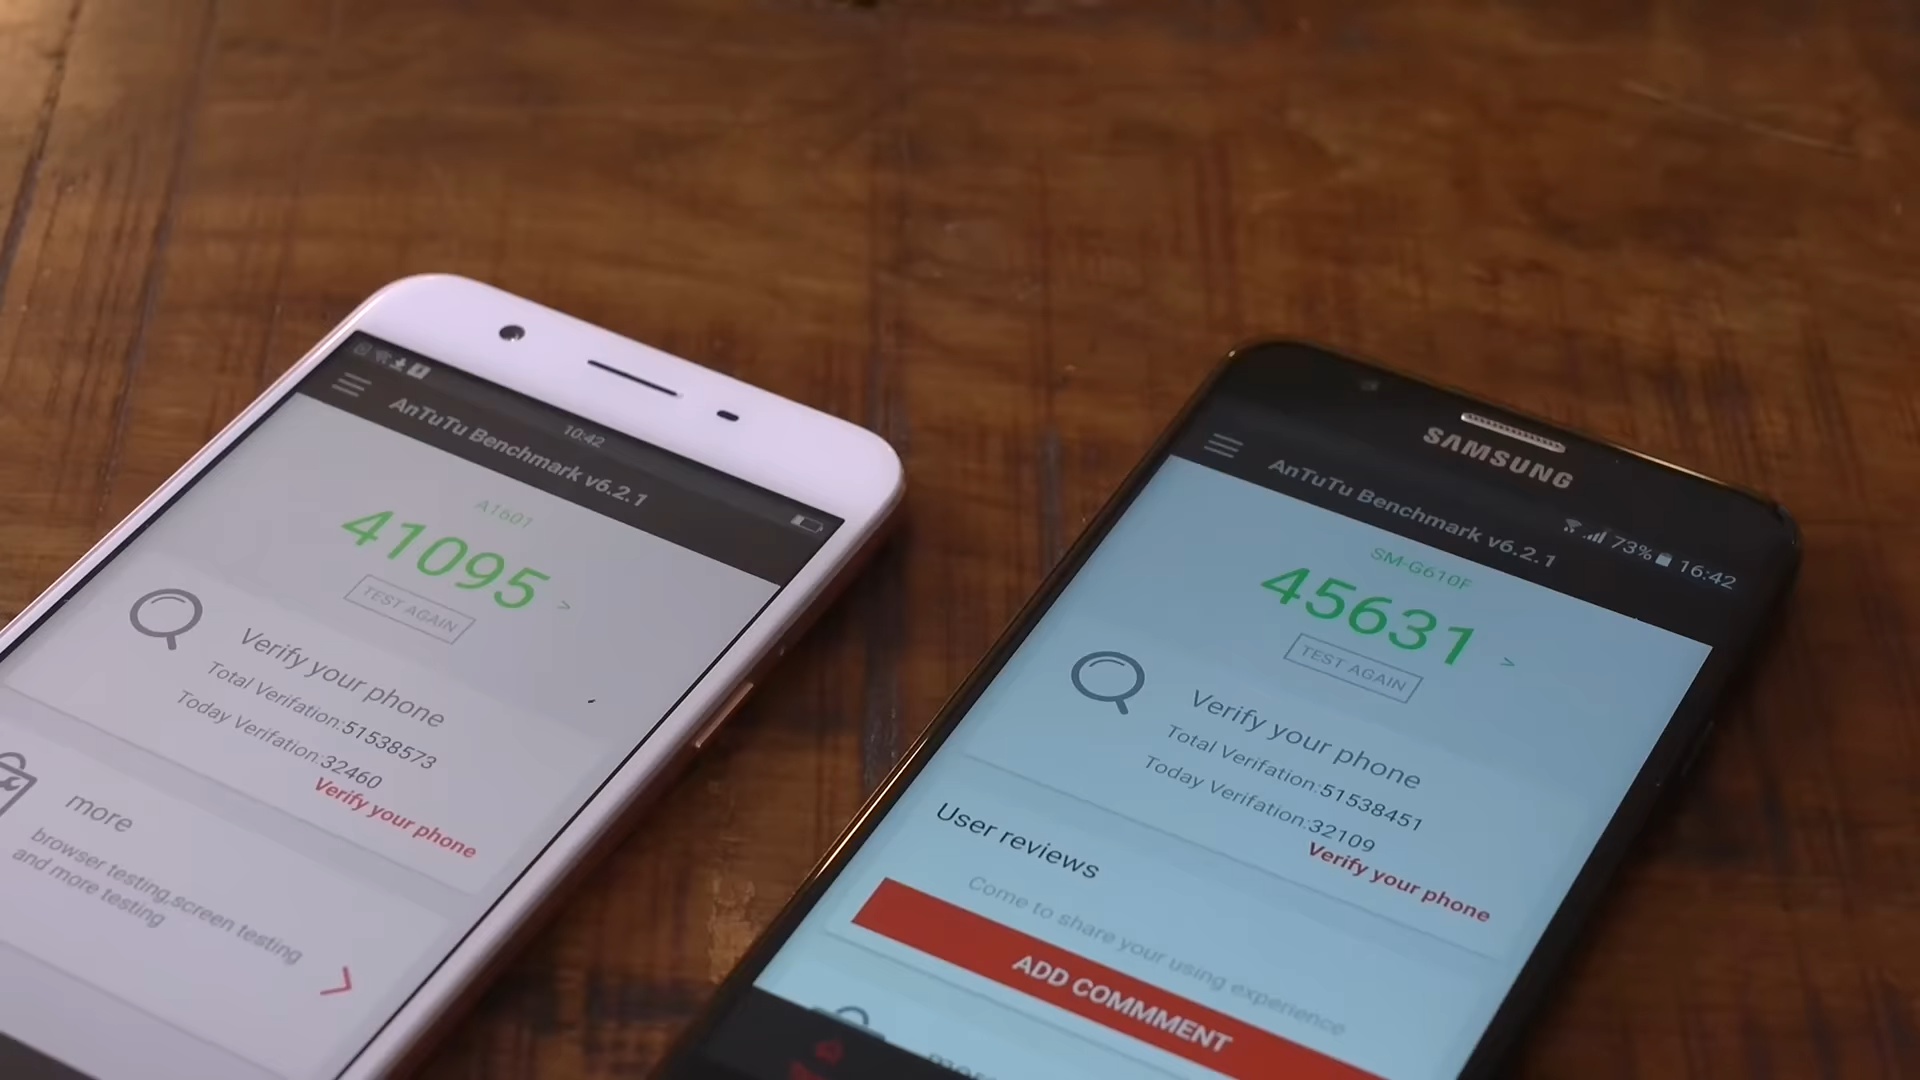 10:42
AnTuTu Benchmark v6.2.1
A1601
41095 >
TEST AGAIN
Verify your phone
Total Verifation:51538573
Today Verifation:32460
Verify your phone
more
browser testing,screen testing
and more testing
SAMSUNG
73% 16:42
AnTuTu Benchmark v6.2.1
SM-G610F
45631 >
TEST AGAIN
Verify your phone
Total Verifation:51538451
Today Verifation:32109
Verify your phone
User reviews
Come to share your using experience
ADD COMMMENT